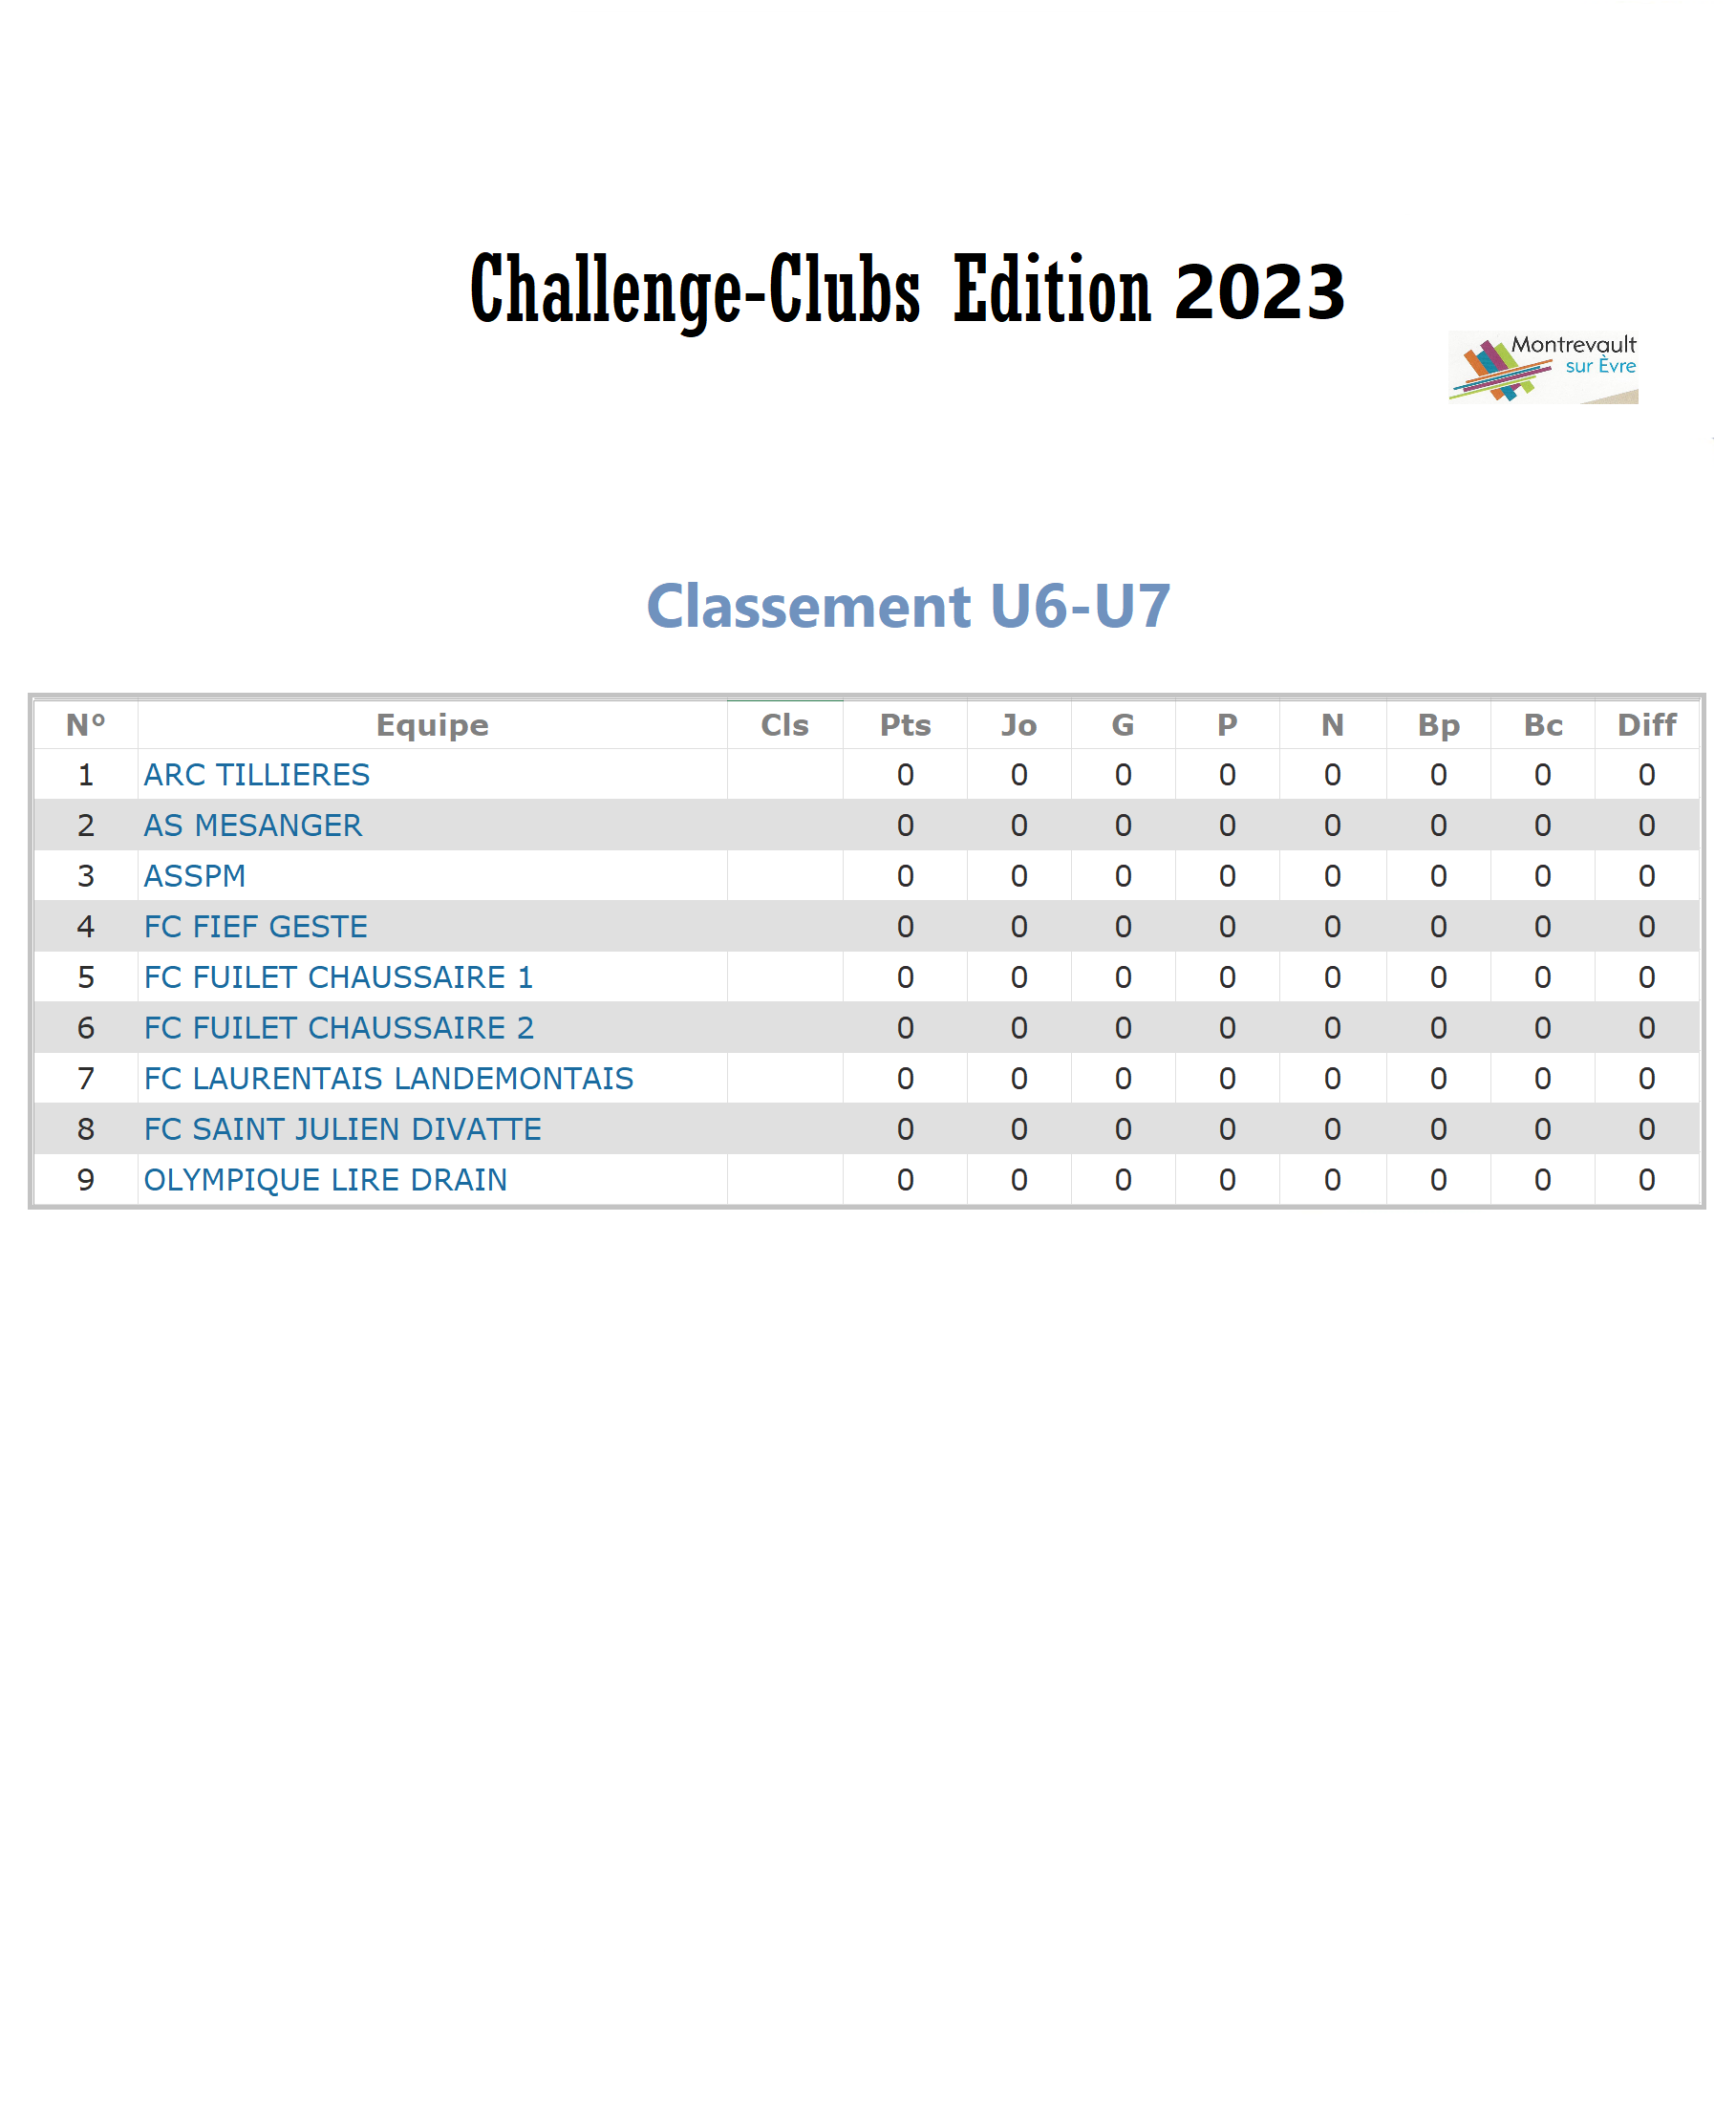 Challenge-Clubs Edition 2023
Montrevault
sur Èvre
Classement U6-U7
N° Equipe Cls Pts Jo G P N Bp Bc Diff
1 ARC TILLIERES 0 0 0 0 0 0 0 0
2 AS MESANGER 0 0 0 0 0 0 0 0
3 ASSPM 0 0 0 0 0 0 0 0
4 FC FIEF GESTE 0 0 0 0 0 0 0 0
5 FC FUILET CHAUSSAIRE 1 0 0 0 0 0 0 0 0
6 FC FUILET CHAUSSAIRE 2 0 0 0 0 0 0 0 0
7 FC LAURENTAIS LANDEMONTAIS 0 0 0 0 0 0 0 0
8 FC SAINT JULIEN DIVATTE 0 0 0 0 0 0 0 0
9 OLYMPIQUE LIRE DRAIN 0 0 0 0 0 0 0 0